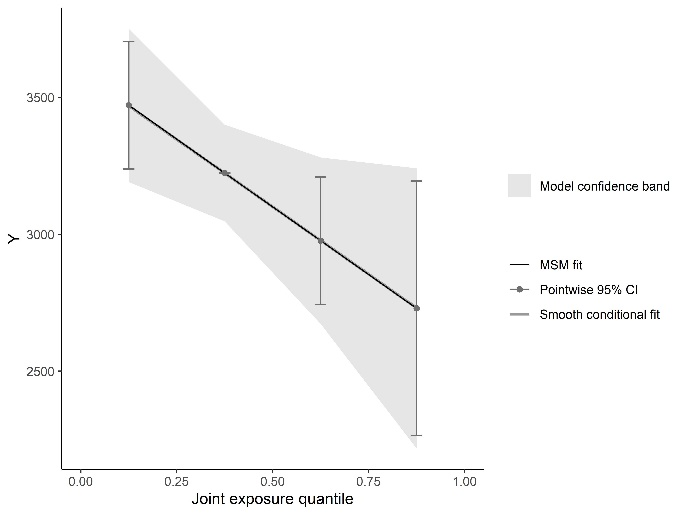 3500
3000
2500
Y
0.00 0.25 0.50 0.75 1.00
Joint exposure quantile
Model confidence band
MSM fit
Pointwise 95% CI
Smooth conditional fit